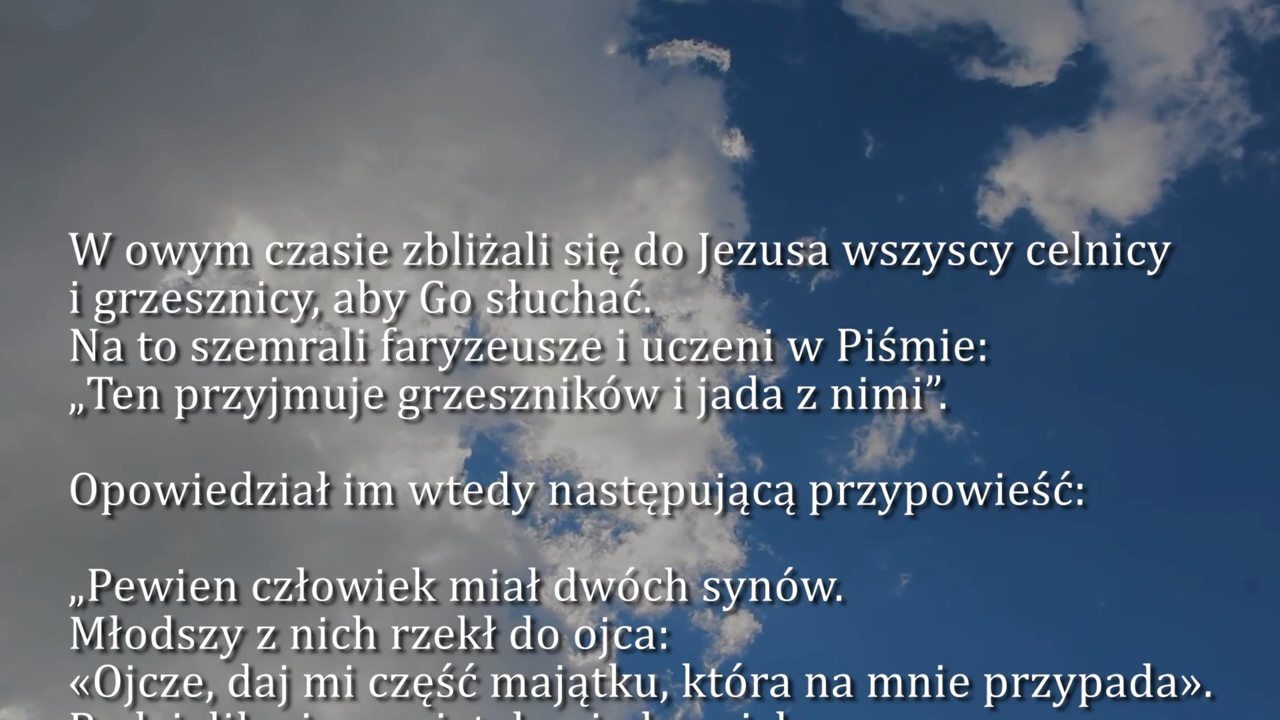 W owym czasie zbliżali się do Jezusa wszyscy celnicy
i grzesznicy, aby Go słuchać.
Na to szemrali faryzeusze i uczeni w Piśmie:
„Ten przyjmuje grzeszników i jada z nimi”.
Opowiedział im wtedy następującą przypowieść:
„Pewien człowiek miał dwóch synów.
Młodszy z nich rzekł do ojca:
«Ojcze, daj mi część majątku, która na mnie przypada».